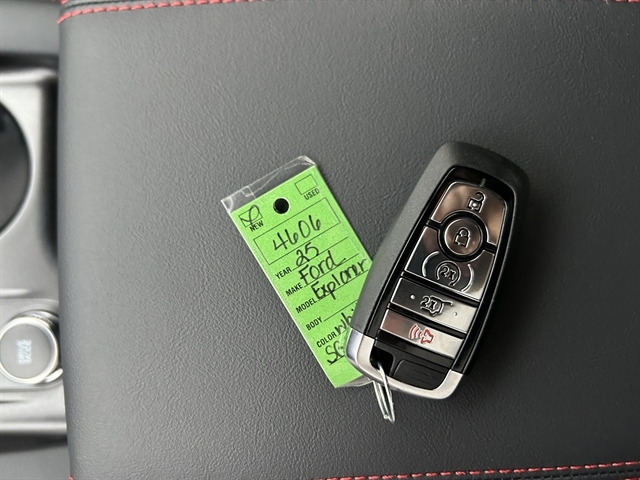 NEW
USED
4606
YEAR 25
MAKE Ford
MODEL Explorer
BODY
COLOR